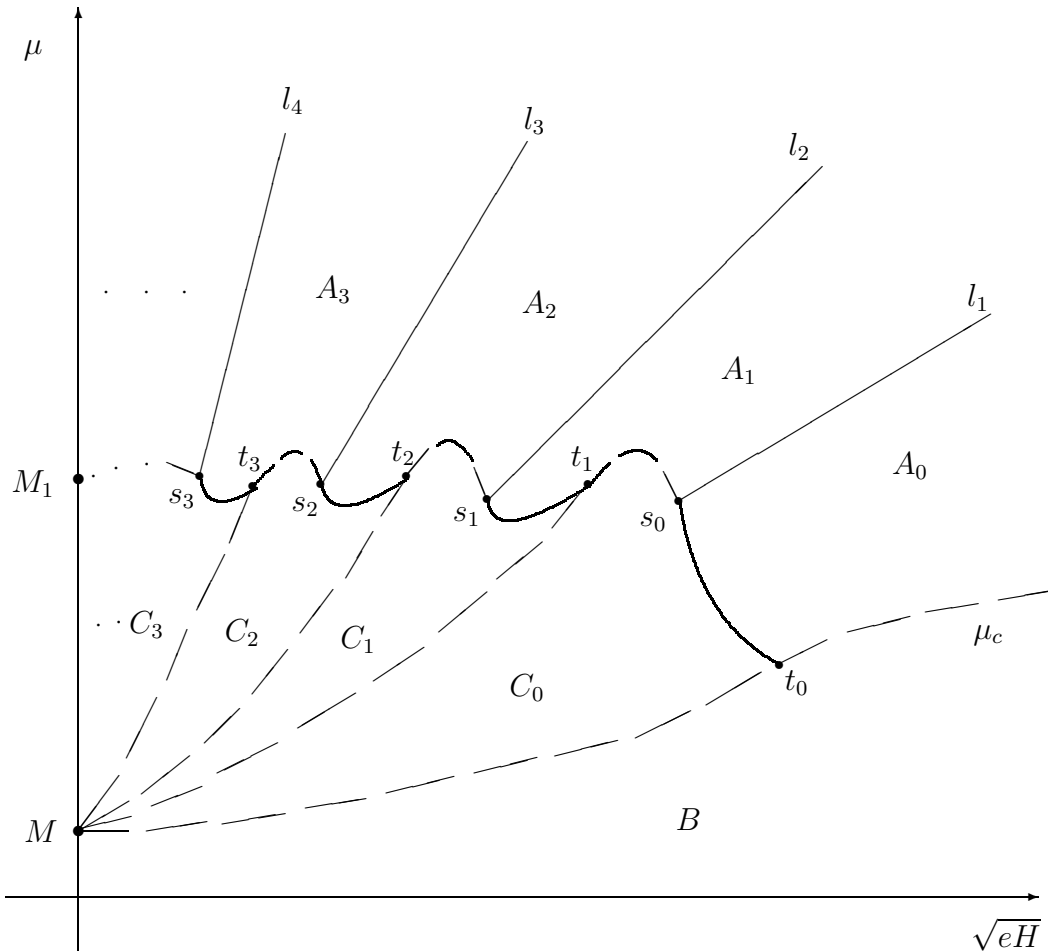 μ
l₄
l₃
l₂
l₁
. . .
A₃
A₂
A₁
A₀
M₁
. . .
t₃
t₂
t₁
s₃
s₂
s₁
s₀
. .
C₃
C₂
C₁
C₀
μ_c
t₀
M
B
√eH